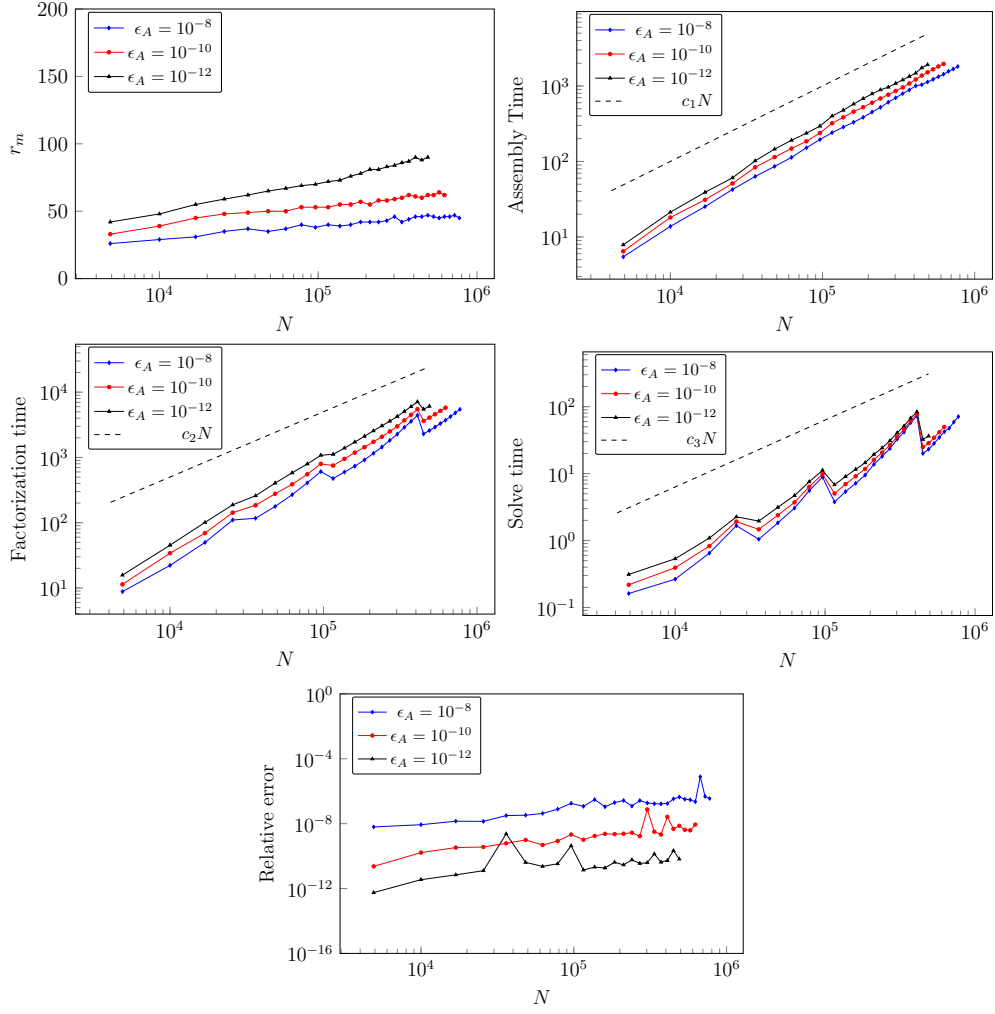 200
150
100
50
0
r_m
ϵ_A = 10^{-8}
ϵ_A = 10^{-10}
ϵ_A = 10^{-12}
10^4
10^5
10^6
N
10^3
10^2
10^1
Assembly Time
ϵ_A = 10^{-8}
ϵ_A = 10^{-10}
ϵ_A = 10^{-12}
c_1N
10^4
10^5
10^6
N
10^4
10^3
10^2
10^1
Factorization time
ϵ_A = 10^{-8}
ϵ_A = 10^{-10}
ϵ_A = 10^{-12}
c_2N
10^4
10^5
10^6
N
10^2
10^1
10^0
10^{-1}
Solve time
ϵ_A = 10^{-8}
ϵ_A = 10^{-10}
ϵ_A = 10^{-12}
c_3N
10^4
10^5
10^6
N
10^0
10^{-4}
10^{-8}
10^{-12}
10^{-16}
Relative error
ϵ_A = 10^{-8}
ϵ_A = 10^{-10}
ϵ_A = 10^{-12}
10^4
10^5
10^6
N